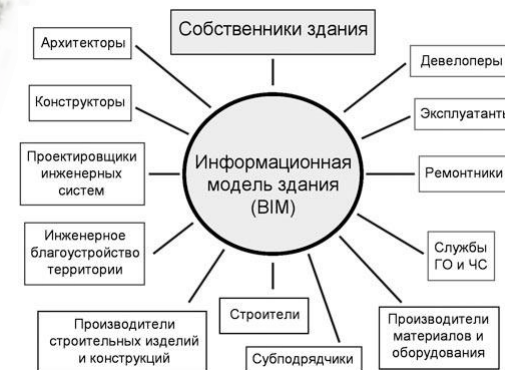 Собственники здания
Архитекторы
Девелоперы
Конструкторы
Эксплуатанты
Проектировщики
инженерных
систем
Информационная
модель здания
(BIM)
Ремонтники
Инженерное
благоустройство
территории
Службы
ГО и ЧС
Производители
строительных изделий
и конструкций
Строители
Субподрядчики
Производители
материалов и
оборудования